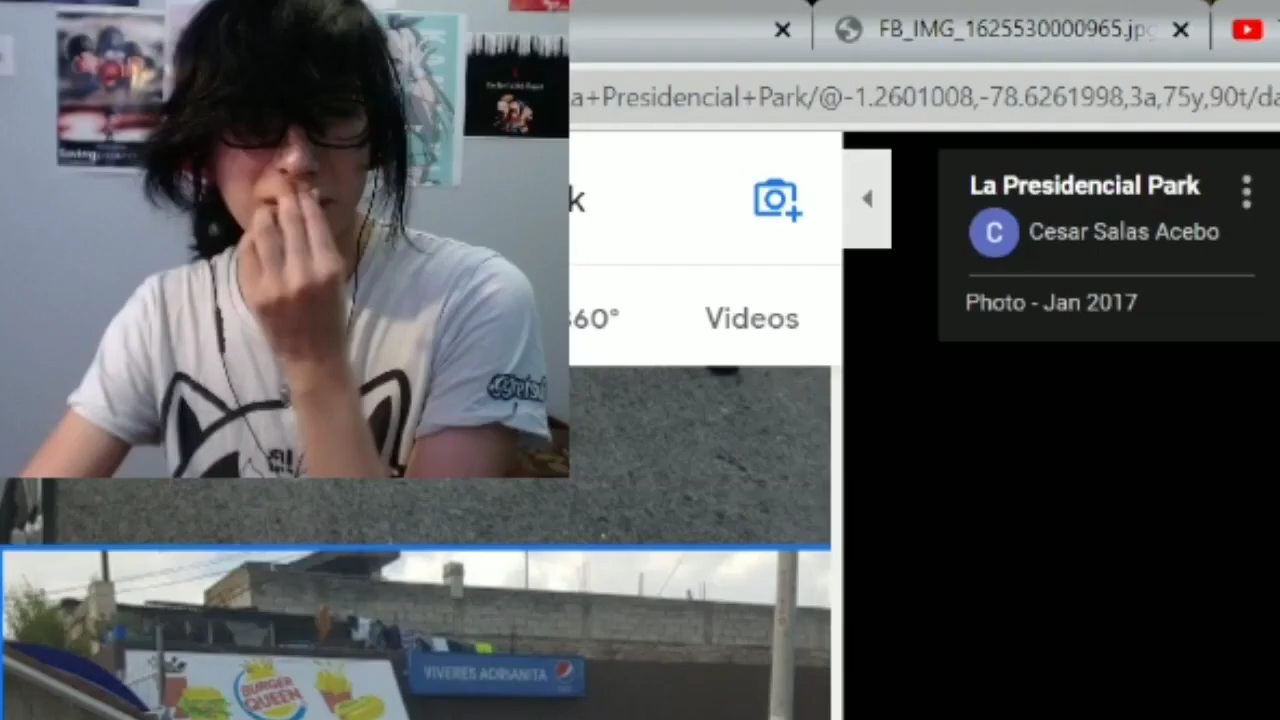 FB_IMG_1625530000965.jp
a+Presidencial+Park/@-1.2601008,-78.6261998,3a,75y,90t/da
k
La Presidencial Park
C Cesar Salas Acebo
Photo - Jan 2017
360°
Videos
VIVERES ADRIANITA
BURGER
QUEEN